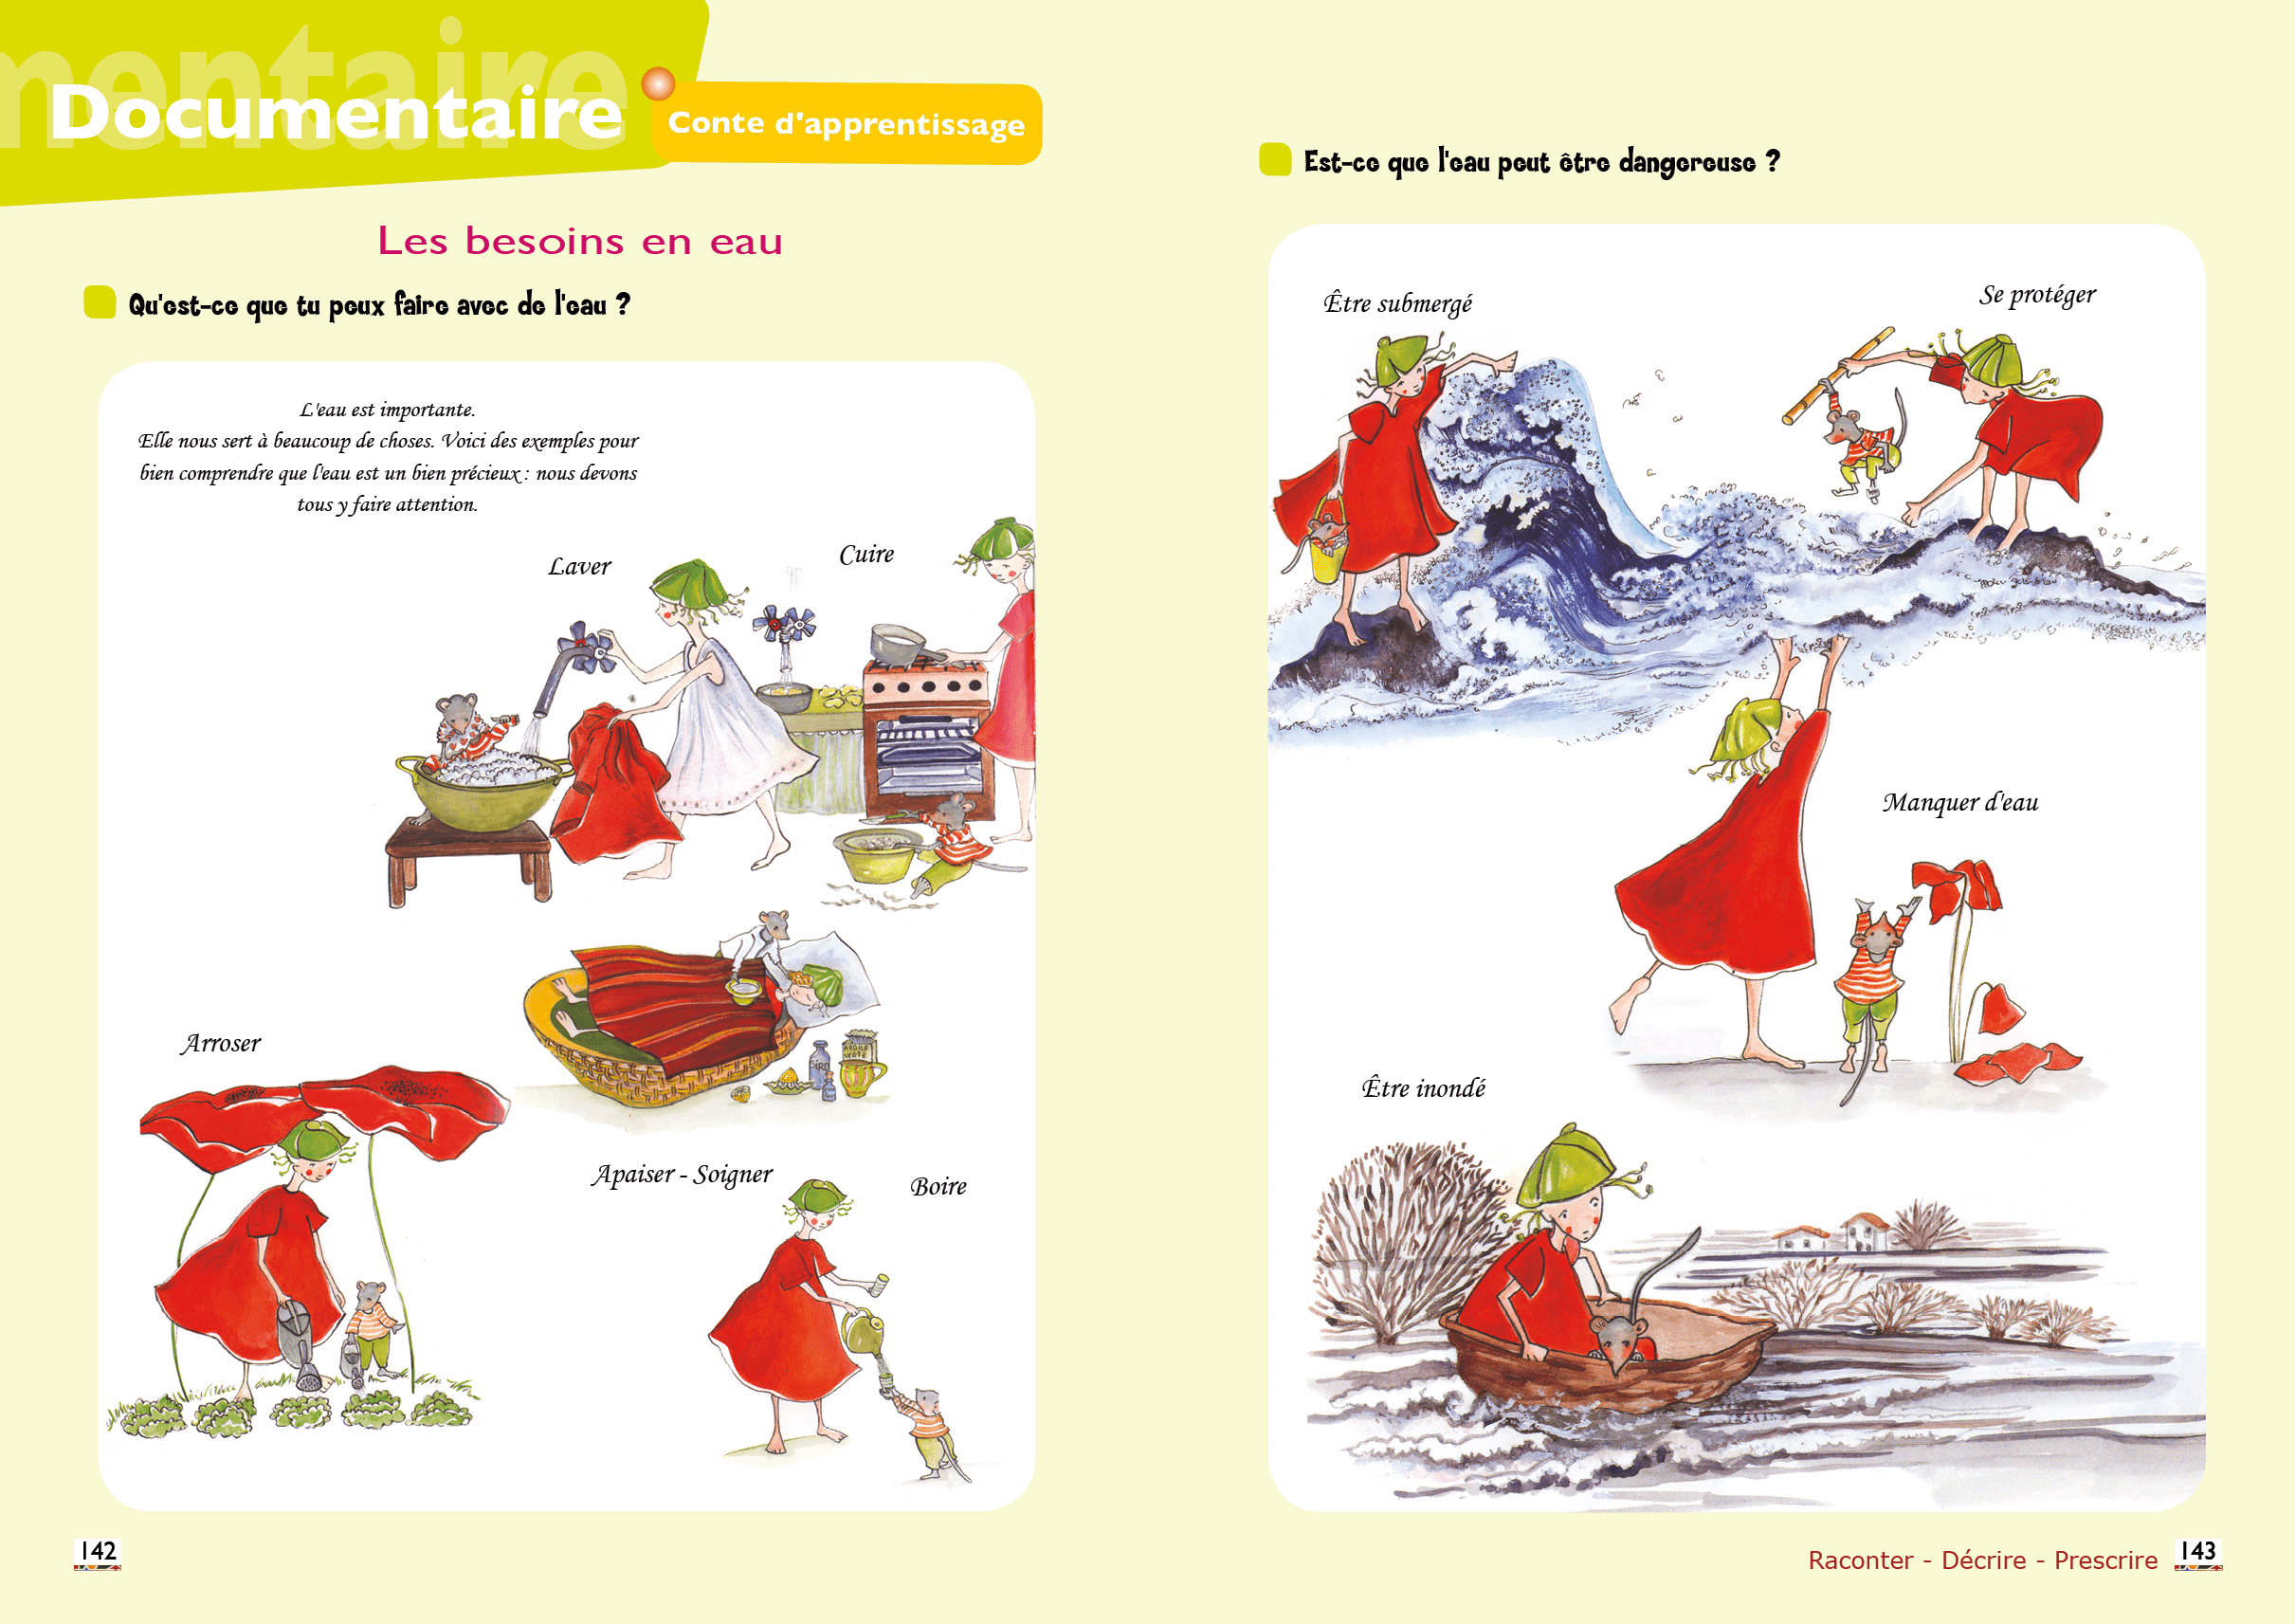 mentaire
Documentaire
Conte d'apprentissage
Les besoins en eau
Qu'est-ce que tu peux faire avec de l'eau ?
L'eau est importante.
Elle nous sert à beaucoup de choses. Voici des exemples pour
bien comprendre que l'eau est un bien précieux : nous devons
tous y faire attention.
Laver
Cuire
Arroser
ARGILE
VERTE
Apaiser - Soigner
Boire
142
Est-ce que l'eau peut être dangereuse ?
Être submergé
Se protéger
Manquer d'eau
Être inondé
Raconter - Décrire - Prescrire
143